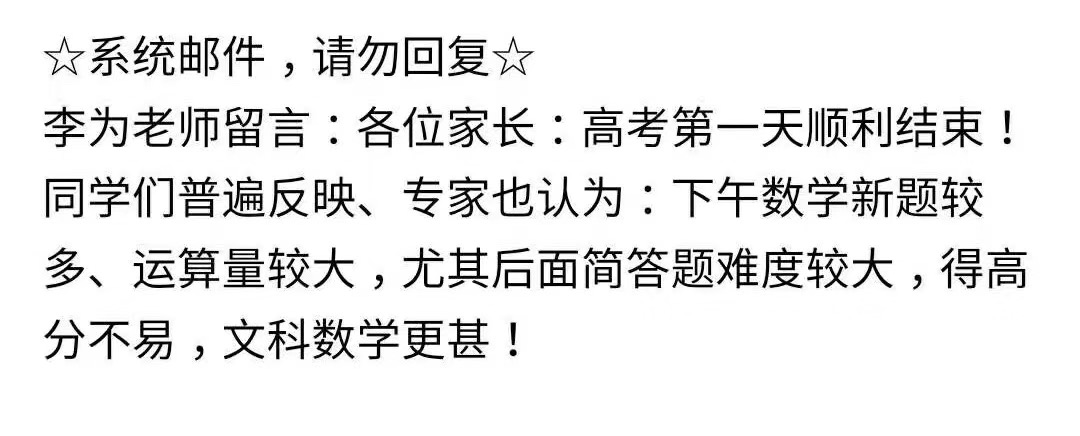 ☆系统邮件，请勿回复☆
李为老师留言：各位家长：高考第一天顺利结束！
同学们普遍反映、专家也认为：下午数学新题较
多、运算量较大，尤其后面简答题难度较大，得高
分不易，文科数学更甚！